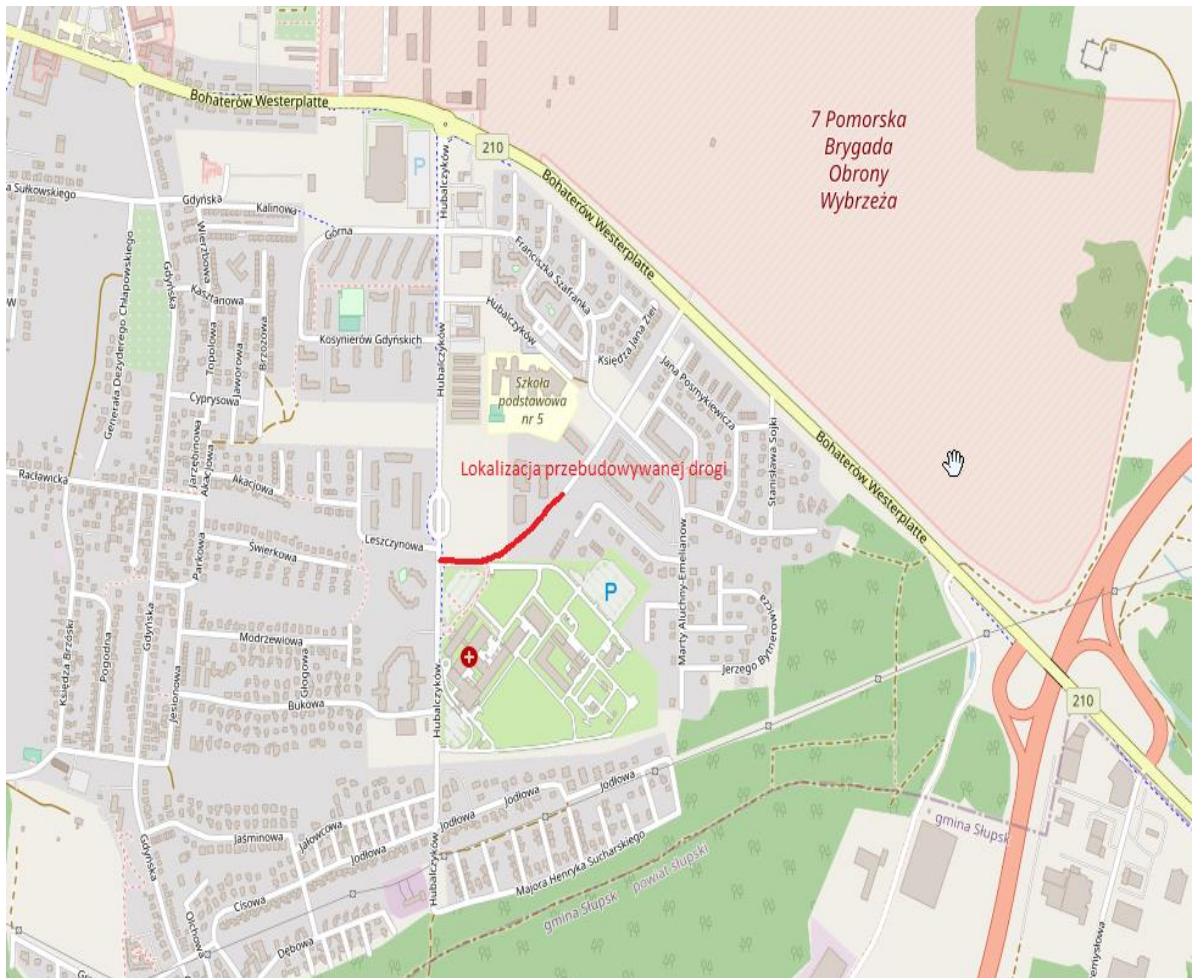 Bohaterów Westerplatte
210
7 Pomorska
Brygada
Obrony
Wybrzeża
P
Hubalczyków
Bohaterów Westerplatte
a Sułkowskiego
Gdyńska
Kalinowa
Górna
Franciszka Szafranka
Wierzbowa
Generała Dezyderego Chłapowskiego
Gdyńska
Kasztanowa
Hubalczyków
Brzozowa
Topolowa
Jaworowa
Kosynierów Gdyńskich
Hubalczyków
Księdza Jana Ziei
Jana Posmykiewicza
Szkoła
podstawowa
nr 5
Cyprysowa
Stanisława Sojki
Bohaterów Westerplatte
Jarzębinowa
Akacjowa
Racławicka
Akacjowa
Lokalizacja przebudowywanej drogi
Leszczynowa
Świerkowa
Parkowa
P
Marty Aluchny-Emelianow
Jerzego Bytnerowicza
Księdza Brzóski
Pogodna
Gdyńska
Modrzewiowa
Głogowa
Jesionowa
Bukowa
Hubalczyków
210
Jodłowa
Jodłowa
Jodłowa
Jałowcowa
Jaśminowa
Jodłowa
Gdyńska
Hubalczyków
Majora Henryka Sucharskiego
gmina Słupsk
powiat słupski
gmina Słupsk
Cisowa
Olchowa
Dębowa
emysłowa